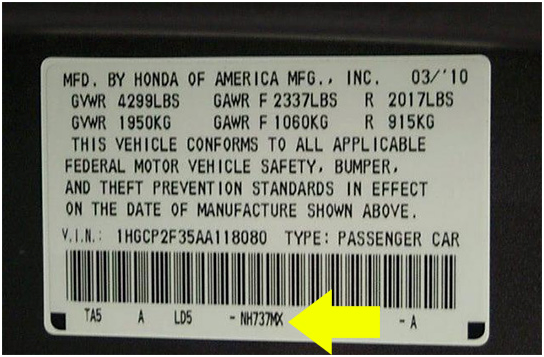 MFD. BY HONDA OF AMERICA MFG., INC. 03/'10
GVWR 4299LBS GAWR F 2337LBS R 2017LBS
GVWR 1950KG GAWR F 1060KG R 915KG
THIS VEHICLE CONFORMS TO ALL APPLICABLE
FEDERAL MOTOR VEHICLE SAFETY, BUMPER,
AND THEFT PREVENTION STANDARDS IN EFFECT
ON THE DATE OF MANUFACTURE SHOWN ABOVE.
V.I.N.: 1HGCP2F35AA118080 TYPE: PASSENGER CAR
TA5 A LD5 - NH737MX - A